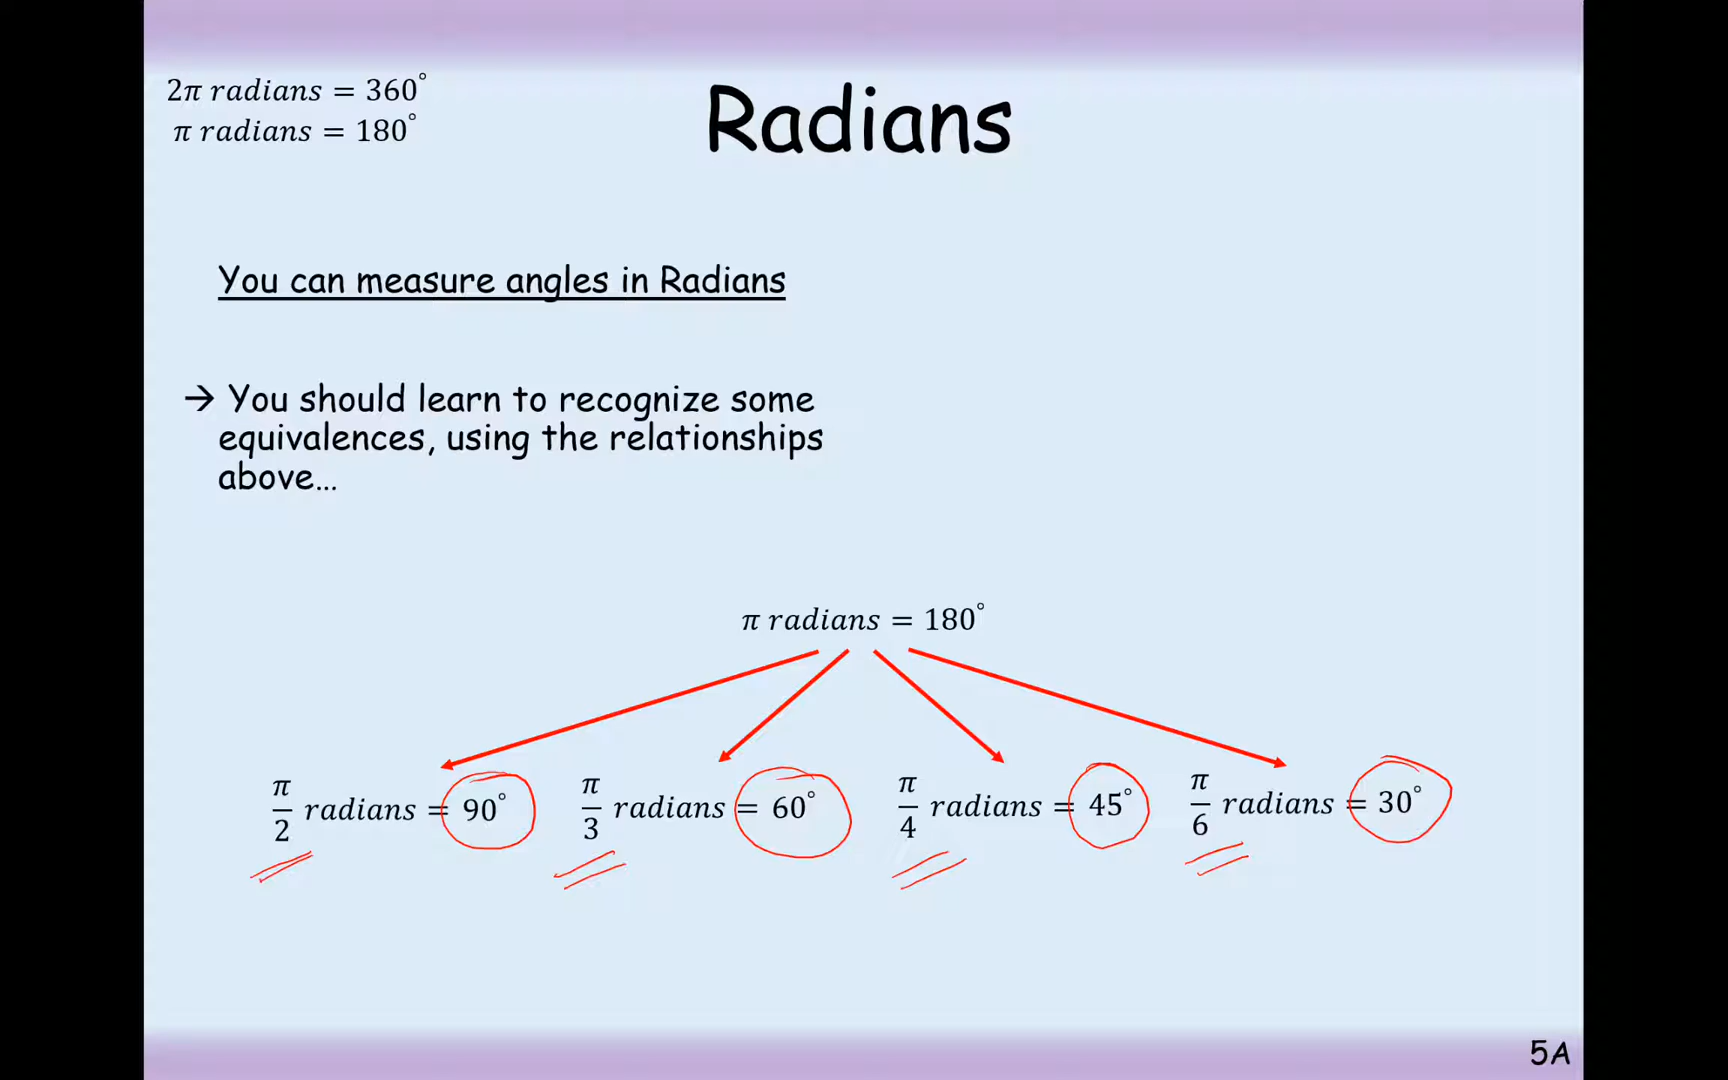 2π radians = 360°
π radians = 180°
Radians
You can measure angles in Radians
→ You should learn to recognize some
equivalences, using the relationships
above…
π radians = 180°
π/2 radians = 90°
π/3 radians = 60°
π/4 radians = 45°
π/6 radians = 30°
5A